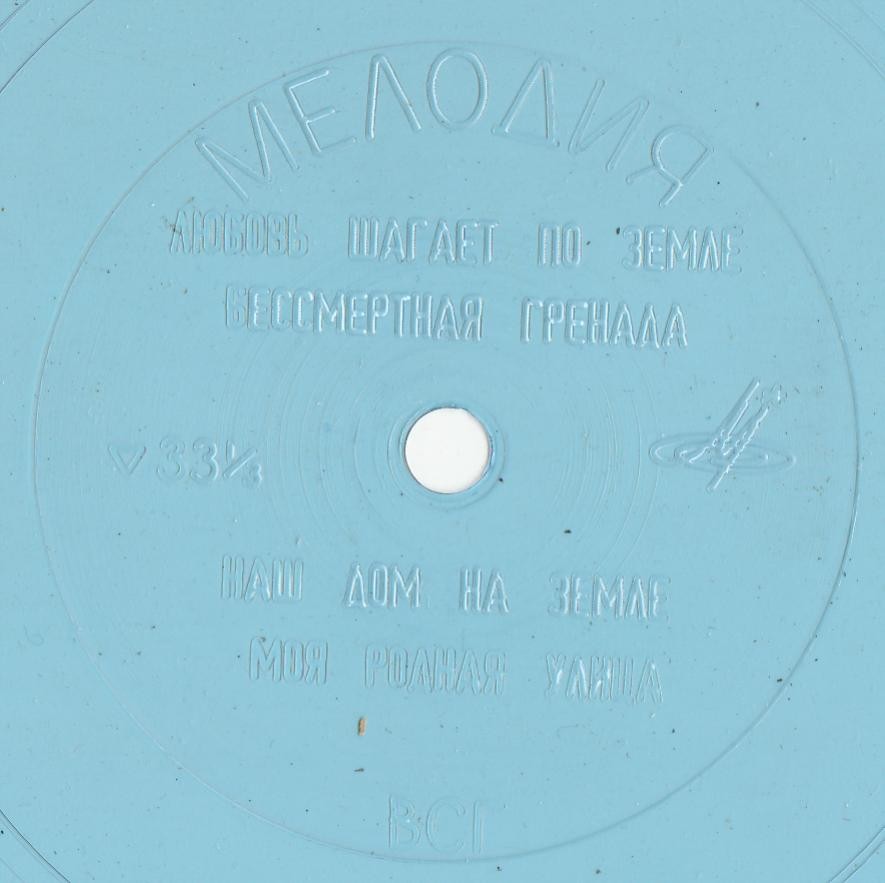 МЕЛОДИЯ
ЛЮБОВЬ ШАГАЕТ ПО ЗЕМЛЕ
БЕССМЕРТНАЯ ГРЕНАДА
▽ 33⅓
НАШ ДОМ НА ЗЕМЛЕ
МОЯ РОДНАЯ УЛИЦА
ВСГ